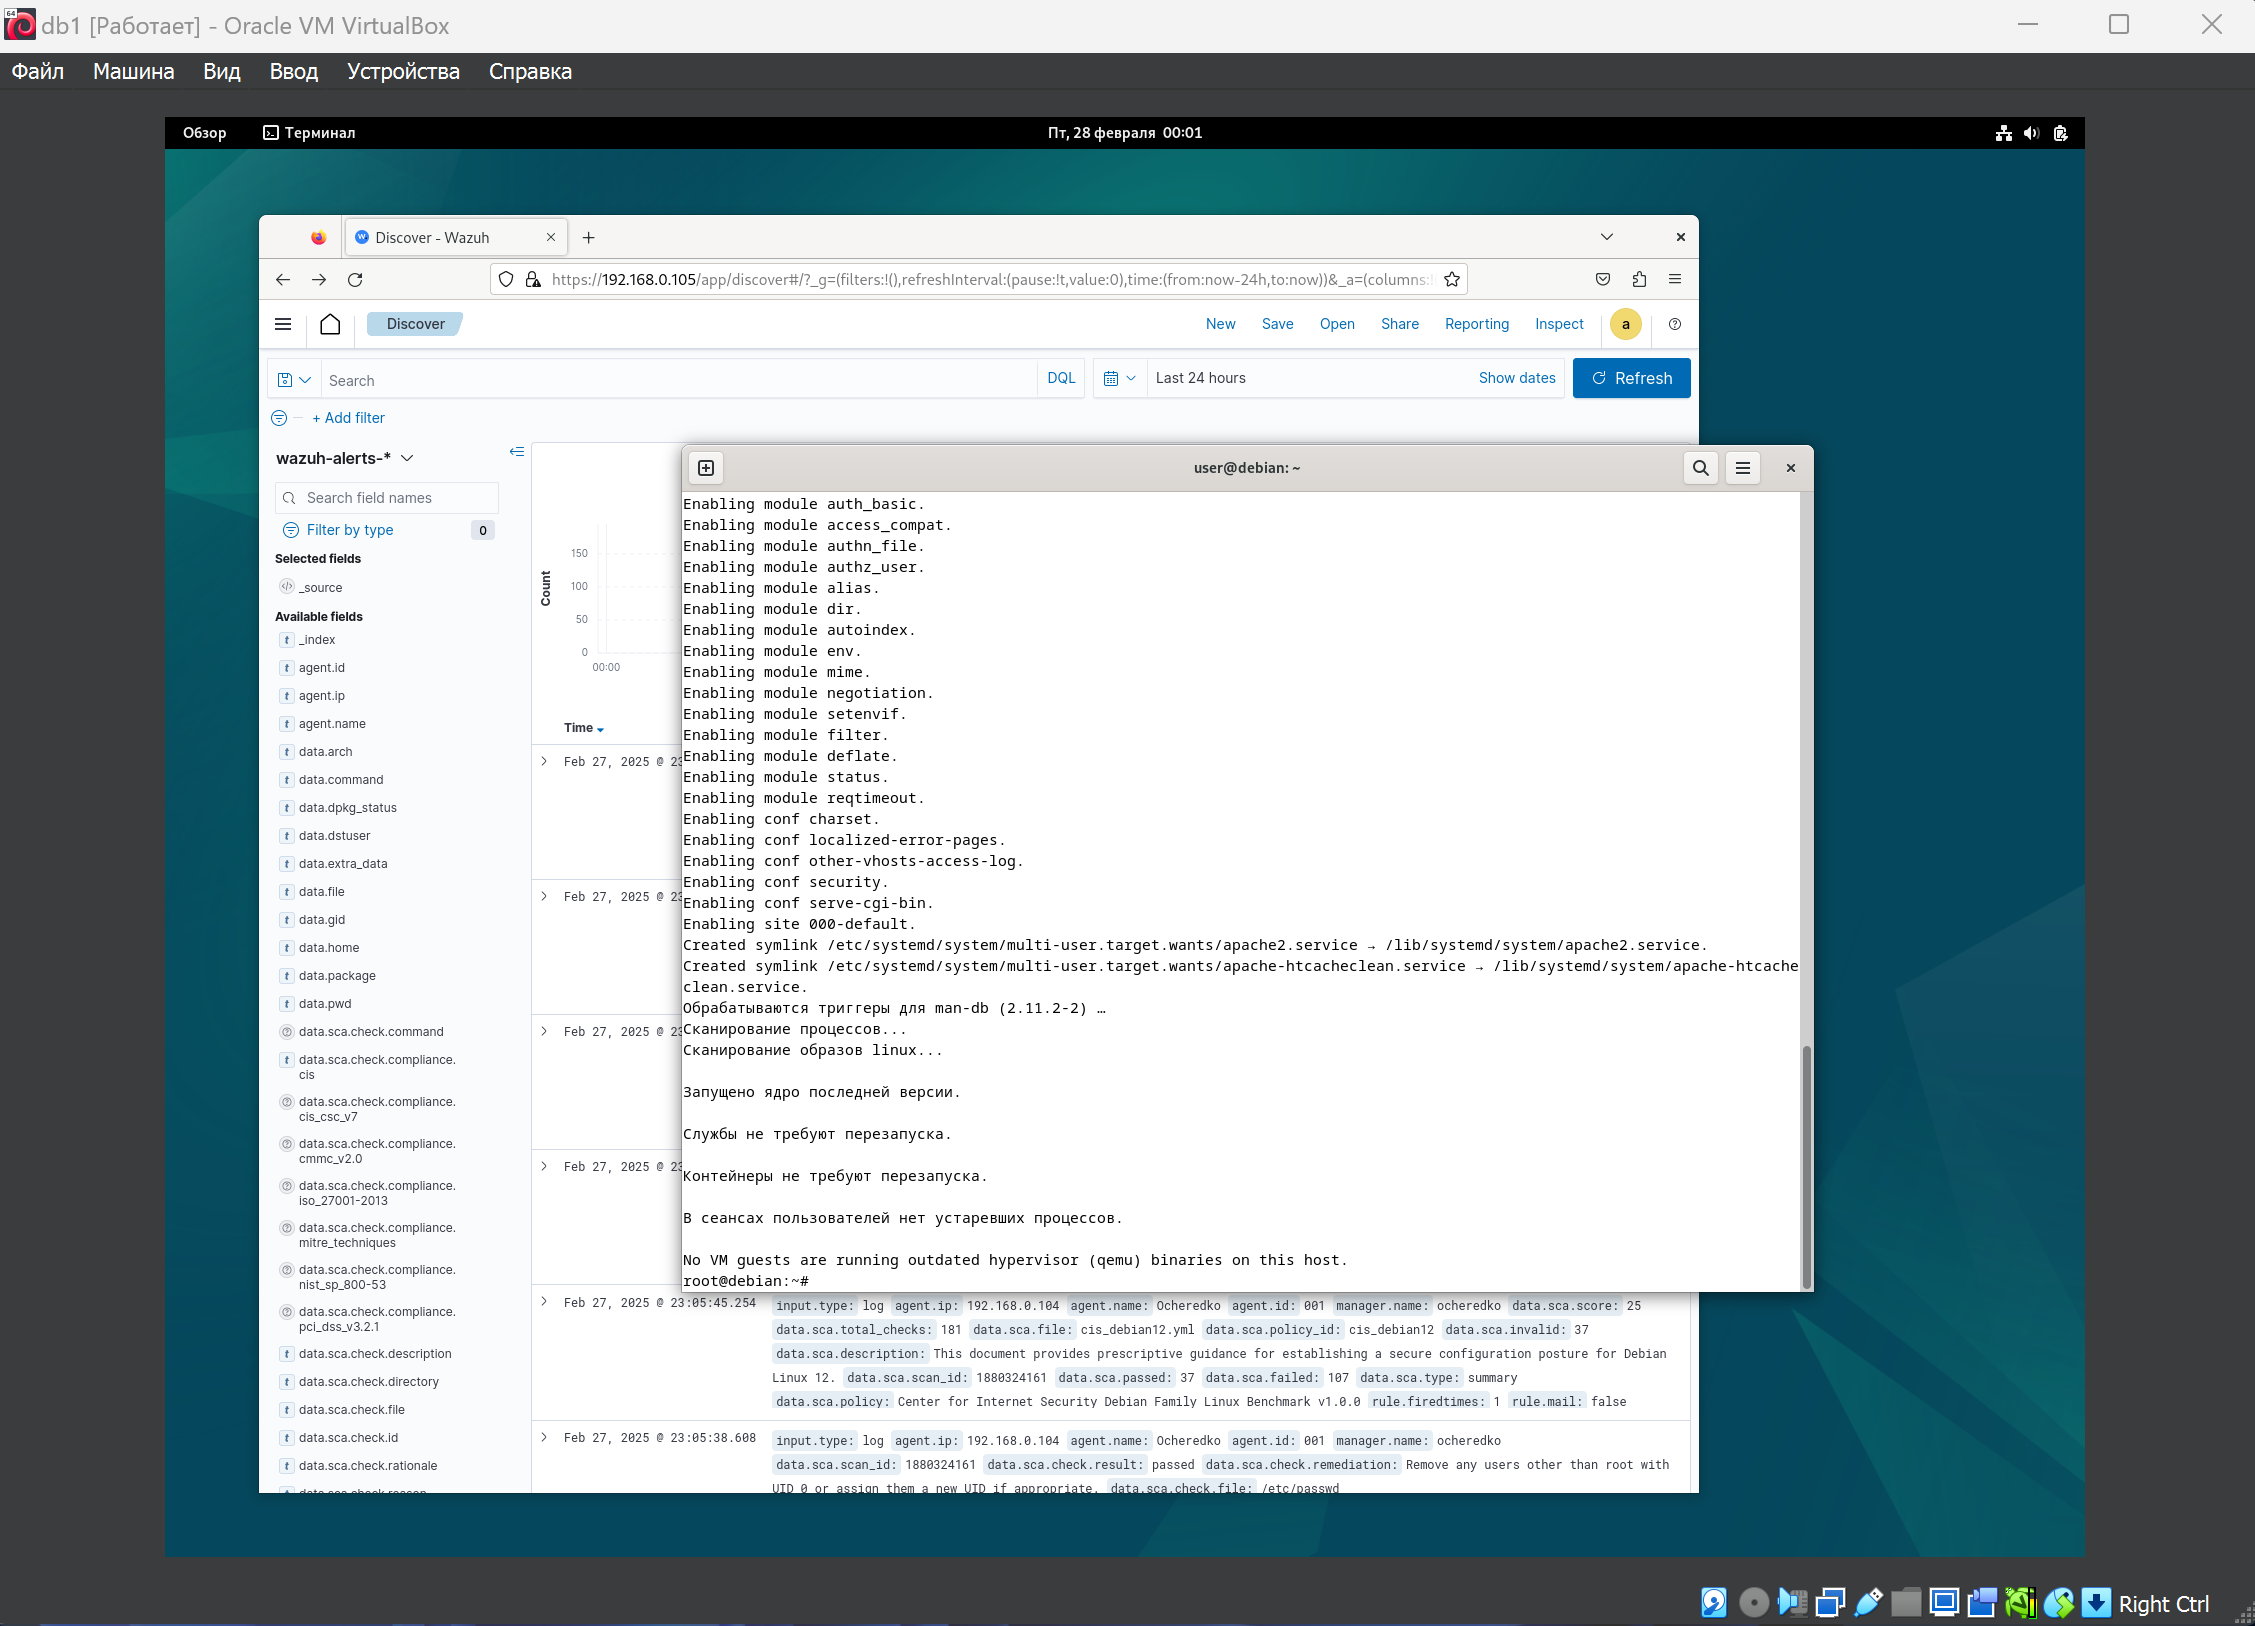 db1 [Работает] - Oracle VM VirtualBox
Файл Машина Вид Ввод Устройства Справка
Обзор Терминал Пт, 28 февраля 00:01
Discover - Wazuh
https://192.168.0.105/app/discover#/?_g=(filters:!(),refreshInterval:(pause:!t,value:0),time:(from:now-24h,to:now))&_a=(columns:!
Discover New Save Open Share Reporting Inspect a
Search DQL Last 24 hours Show dates Refresh
+ Add filter
wazuh-alerts-*
Search field names
Filter by type 0
Selected fields
_source
Available fields
t _index
t agent.id
t agent.ip
t agent.name
t data.arch
t data.command
t data.dpkg_status
t data.dstuser
t data.extra_data
t data.file
t data.gid
t data.home
t data.package
t data.pwd
data.sca.check.command
t data.sca.check.compliance.
cis
data.sca.check.compliance.
cis_csc_v7
data.sca.check.compliance.
cmmc_v2.0
data.sca.check.compliance.
iso_27001-2013
data.sca.check.compliance.
mitre_techniques
data.sca.check.compliance.
nist_sp_800-53
data.sca.check.compliance.
pci_dss_v3.2.1
t data.sca.check.description
t data.sca.check.directory
t data.sca.check.file
t data.sca.check.id
t data.sca.check.rationale
Count
150
100
50
0
00:00
Time
Feb 27, 2025 @ 23
Feb 27, 2025 @ 23
Feb 27, 2025 @ 23
Feb 27, 2025 @ 23
user@debian: ~
Enabling module auth_basic.
Enabling module access_compat.
Enabling module authn_file.
Enabling module authz_user.
Enabling module alias.
Enabling module dir.
Enabling module autoindex.
Enabling module env.
Enabling module mime.
Enabling module negotiation.
Enabling module setenvif.
Enabling module filter.
Enabling module deflate.
Enabling module status.
Enabling module reqtimeout.
Enabling conf charset.
Enabling conf localized-error-pages.
Enabling conf other-vhosts-access-log.
Enabling conf security.
Enabling conf serve-cgi-bin.
Enabling site 000-default.
Created symlink /etc/systemd/system/multi-user.target.wants/apache2.service → /lib/systemd/system/apache2.service.
Created symlink /etc/systemd/system/multi-user.target.wants/apache-htcacheclean.service → /lib/systemd/system/apache-htcache
clean.service.
Обрабатываются триггеры для man-db (2.11.2-2) …
Сканирование процессов...
Сканирование образов linux...
Запущено ядро последней версии.
Службы не требуют перезапуска.
Контейнеры не требуют перезапуска.
В сеансах пользователей нет устаревших процессов.
No VM guests are running outdated hypervisor (qemu) binaries on this host.
root@debian:~#
Feb 27, 2025 @ 23:05:45.254 input.type: log agent.ip: 192.168.0.104 agent.name: Ocheredko agent.id: 001 manager.name: ocheredko data.sca.score: 25
data.sca.total_checks: 181 data.sca.file: cis_debian12.yml data.sca.policy_id: cis_debian12 data.sca.invalid: 37
data.sca.description: This document provides prescriptive guidance for establishing a secure configuration posture for Debian
Linux 12. data.sca.scan_id: 1880324161 data.sca.passed: 37 data.sca.failed: 107 data.sca.type: summary
data.sca.policy: Center for Internet Security Debian Family Linux Benchmark v1.0.0 rule.firedtimes: 1 rule.mail: false
Feb 27, 2025 @ 23:05:38.608 input.type: log agent.ip: 192.168.0.104 agent.name: Ocheredko agent.id: 001 manager.name: ocheredko
data.sca.scan_id: 1880324161 data.sca.check.result: passed data.sca.check.remediation: Remove any users other than root with
UID 0 or assign them a new UID if appropriate. data.sca.check.file: /etc/passwd
Right Ctrl